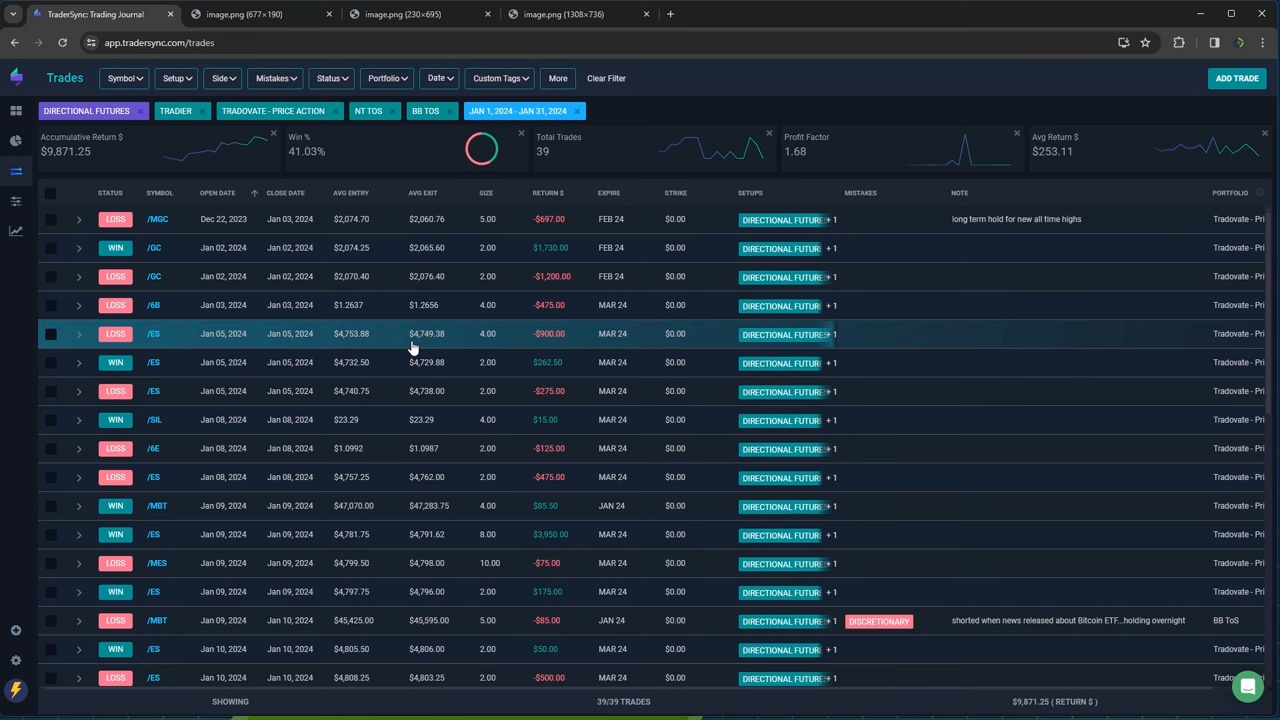 TraderSync: Trading Journal
image.png (677×190)
image.png (230×695)
image.png (1308×736)
app.tradersync.com/trades
Trades Symbol Setup Side Mistakes Status Portfolio Date Custom Tags More Clear Filter ADD TRADE
DIRECTIONAL FUTURES × TRADIER × TRADOVATE - PRICE ACTION × NT TOS × BB TOS × JAN 1, 2024 - JAN 31, 2024 ×
Accumulative Return $ Win % Total Trades Profit Factor Avg Return $
$9,871.25 41.03% 39 1.68 $253.11
STATUS SYMBOL OPEN DATE CLOSE DATE AVG ENTRY AVG EXIT SIZE RETURN $ EXPIRE STRIKE SETUPS MISTAKES NOTE PORTFOLIO
LOSS /MGC Dec 22, 2023 Jan 03, 2024 $2,074.70 $2,060.76 5.00 -$697.00 FEB 24 $0.00 DIRECTIONAL FUTURE + 1 long term hold for new all time highs Tradovate - Pri
WIN /GC Jan 02, 2024 Jan 02, 2024 $2,074.25 $2,065.60 2.00 $1,730.00 FEB 24 $0.00 DIRECTIONAL FUTURE + 1 Tradovate - Pri
LOSS /GC Jan 02, 2024 Jan 02, 2024 $2,070.40 $2,076.40 2.00 -$1,200.00 FEB 24 $0.00 DIRECTIONAL FUTURE + 1 Tradovate - Pri
LOSS /6B Jan 03, 2024 Jan 03, 2024 $1.2637 $1.2656 4.00 -$475.00 MAR 24 $0.00 DIRECTIONAL FUTURE + 1 Tradovate - Pri
LOSS /ES Jan 05, 2024 Jan 05, 2024 $4,753.88 $4,749.38 4.00 -$900.00 MAR 24 $0.00 DIRECTIONAL FUTURE + 1 Tradovate - Pri
WIN /ES Jan 05, 2024 Jan 05, 2024 $4,732.50 $4,729.88 2.00 $262.50 MAR 24 $0.00 DIRECTIONAL FUTURE + 1 Tradovate - Pri
LOSS /ES Jan 05, 2024 Jan 05, 2024 $4,740.75 $4,738.00 2.00 -$275.00 MAR 24 $0.00 DIRECTIONAL FUTURE + 1 Tradovate - Pri
WIN /SIL Jan 08, 2024 Jan 08, 2024 $23.29 $23.29 4.00 $15.00 MAR 24 $0.00 DIRECTIONAL FUTURE + 1 Tradovate - Pri
LOSS /6E Jan 08, 2024 Jan 08, 2024 $1.0992 $1.0987 2.00 -$125.00 MAR 24 $0.00 DIRECTIONAL FUTURE + 1 Tradovate - Pri
LOSS /ES Jan 08, 2024 Jan 08, 2024 $4,757.25 $4,762.00 2.00 -$475.00 MAR 24 $0.00 DIRECTIONAL FUTURE + 1 Tradovate - Pri
WIN /MBT Jan 09, 2024 Jan 09, 2024 $47,070.00 $47,283.75 4.00 $85.50 JAN 24 $0.00 DIRECTIONAL FUTURE + 1 Tradovate - Pri
WIN /ES Jan 09, 2024 Jan 09, 2024 $4,781.75 $4,791.62 8.00 $3,950.00 MAR 24 $0.00 DIRECTIONAL FUTURE + 1 Tradovate - Pri
LOSS /MES Jan 09, 2024 Jan 09, 2024 $4,799.50 $4,798.00 10.00 -$75.00 MAR 24 $0.00 DIRECTIONAL FUTURE + 1 Tradovate - Pri
WIN /ES Jan 09, 2024 Jan 09, 2024 $4,797.75 $4,796.00 2.00 $175.00 MAR 24 $0.00 DIRECTIONAL FUTURE + 1 Tradovate - Pri
LOSS /MBT Jan 09, 2024 Jan 10, 2024 $45,425.00 $45,595.00 5.00 -$85.00 JAN 24 $0.00 DIRECTIONAL FUTURE + 1 DISCRETIONARY shorted when news released about Bitcoin ETF...holding overnight BB ToS
WIN /ES Jan 10, 2024 Jan 10, 2024 $4,805.50 $4,806.00 2.00 $50.00 MAR 24 $0.00 DIRECTIONAL FUTURE + 1 Tradovate - Pri
LOSS /ES Jan 10, 2024 Jan 10, 2024 $4,808.25 $4,803.25 2.00 -$500.00 MAR 24 $0.00 DIRECTIONAL FUTURE + 1 Tradovate - Pri
SHOWING 39/39 TRADES $9,871.25 ( RETURN $ )